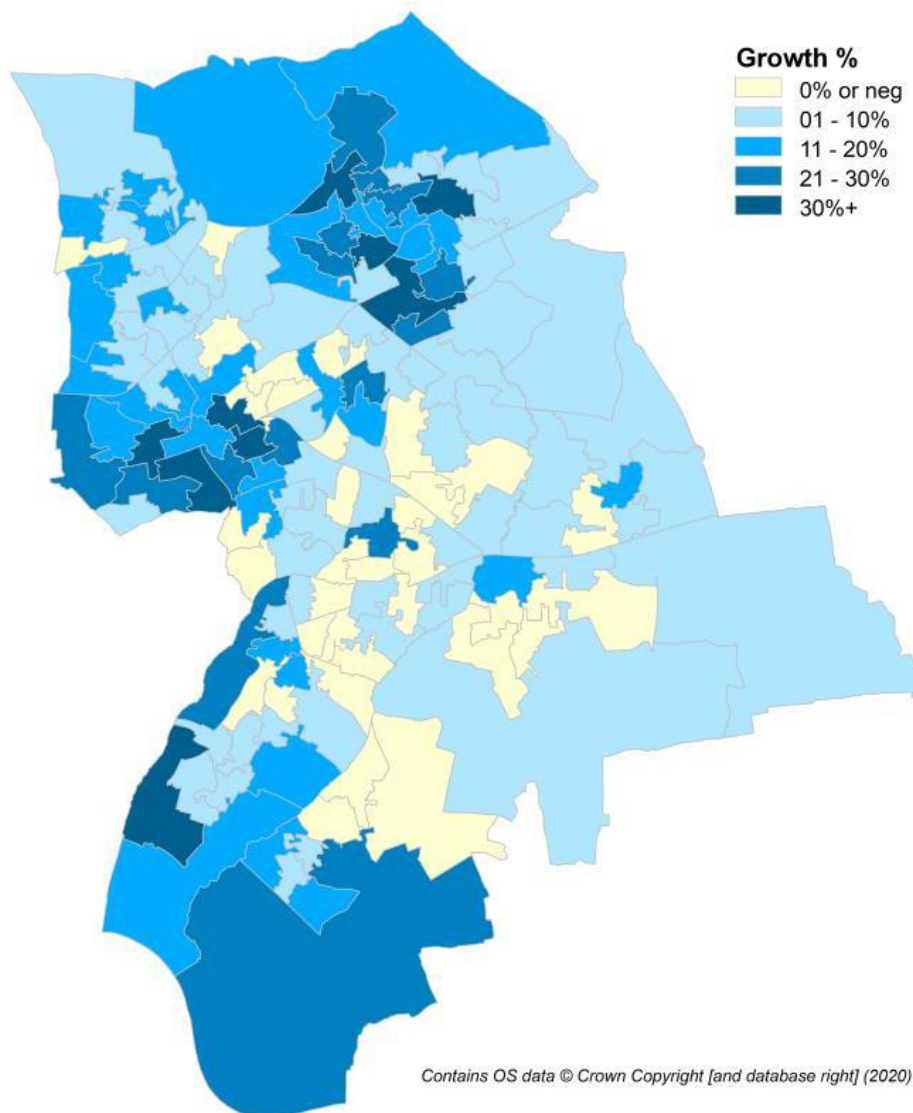 Growth %
0% or neg
01 - 10%
11 - 20%
21 - 30%
30%+
Contains OS data © Crown Copyright [and database right] (2020)